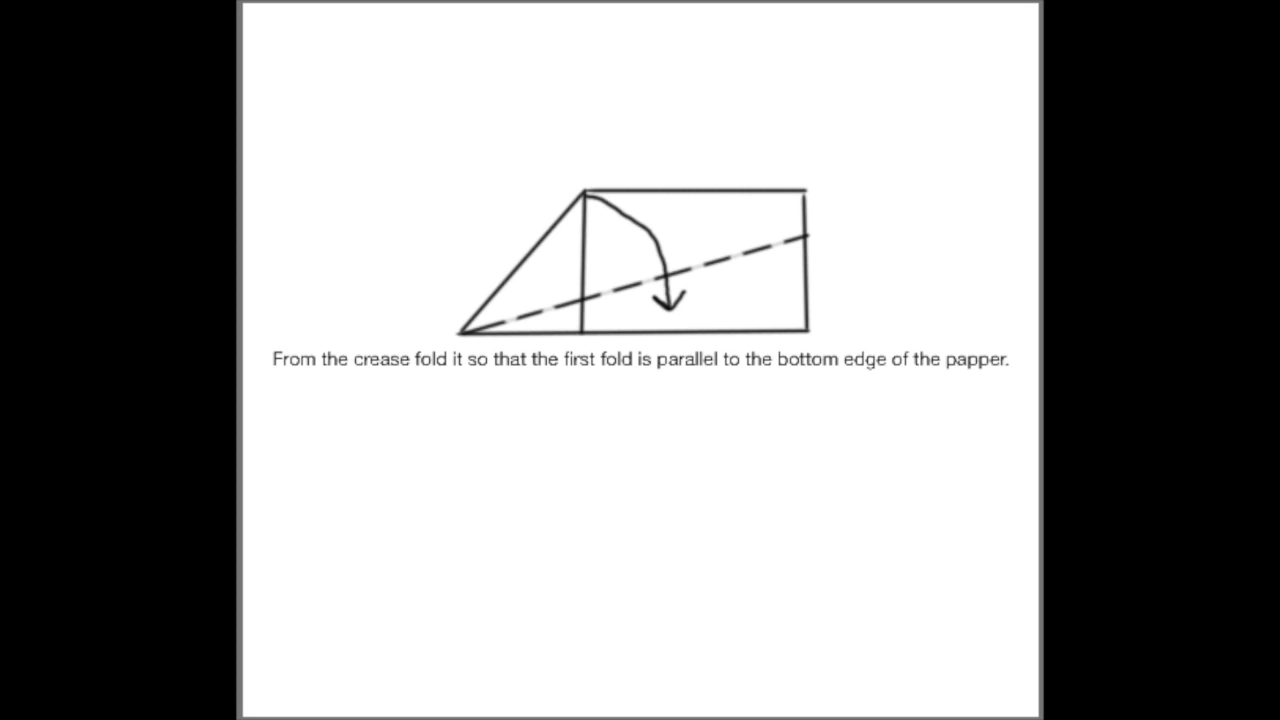 From the crease fold it so that the first fold is parallel to the bottom edge of the papper.